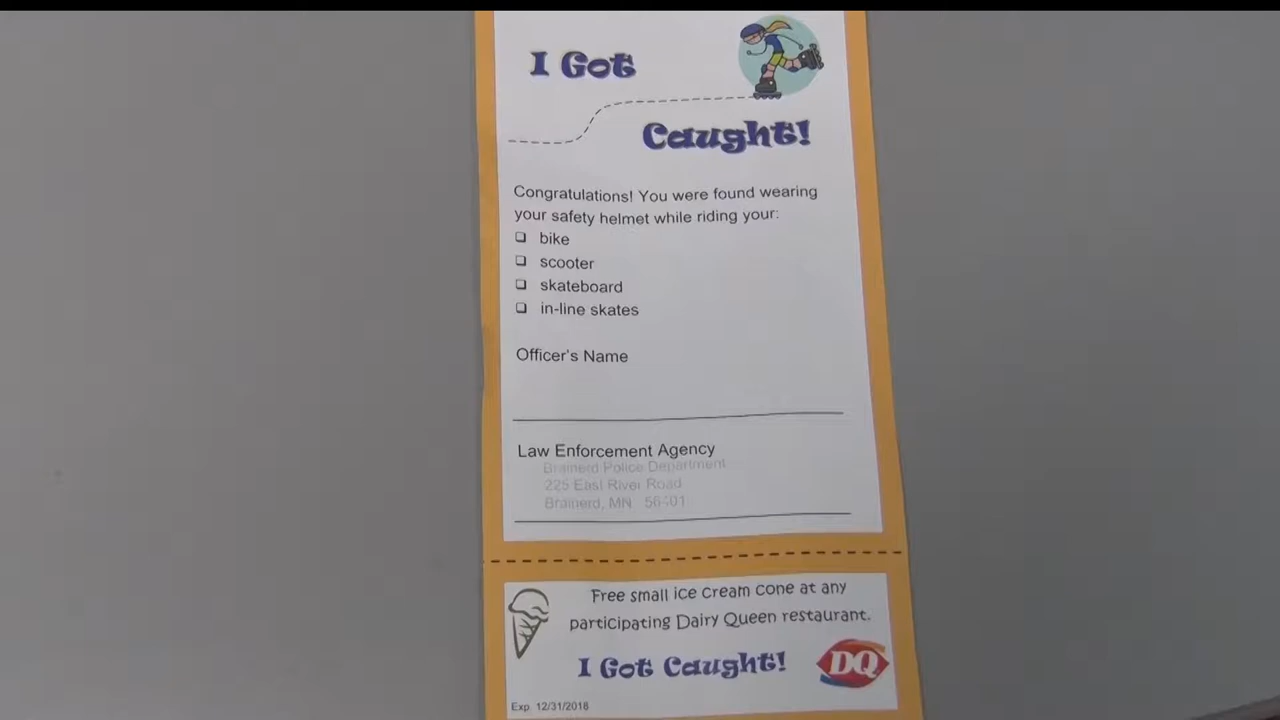 I Got
Caught!
Congratulations! You were found wearing
your safety helmet while riding your:
❑ bike
❑ scooter
❑ skateboard
❑ in-line skates
Officer's Name
Law Enforcement Agency
Brainerd Police Department
225 East River Road
Brainerd, MN 56401
Free small ice cream cone at any
participating Dairy Queen restaurant.
I Got Caught!
DQ
Exp. 12/31/2018